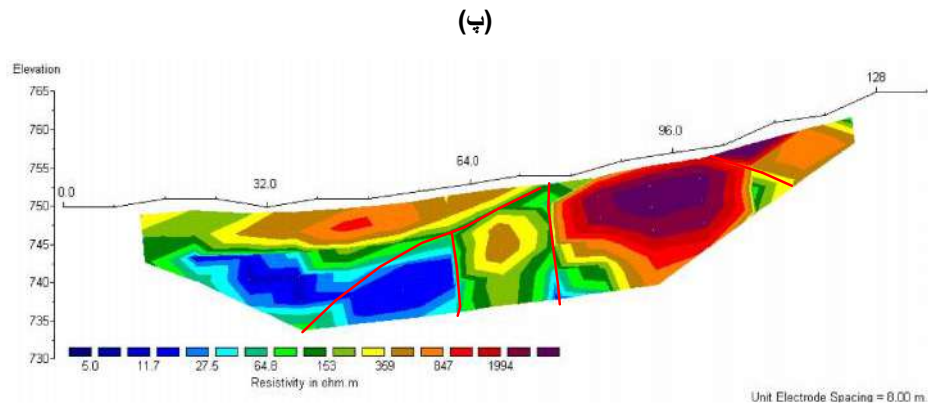 (پ)
Elevation
128
765
760
96.0
755
64.0
0.0
32.0
750
745
740
735
730
5.0 11.7 27.5 64.8 153 369 847 1994
Resistivity in ohm.m
Unit Electrode Spacing = 8.00 m.